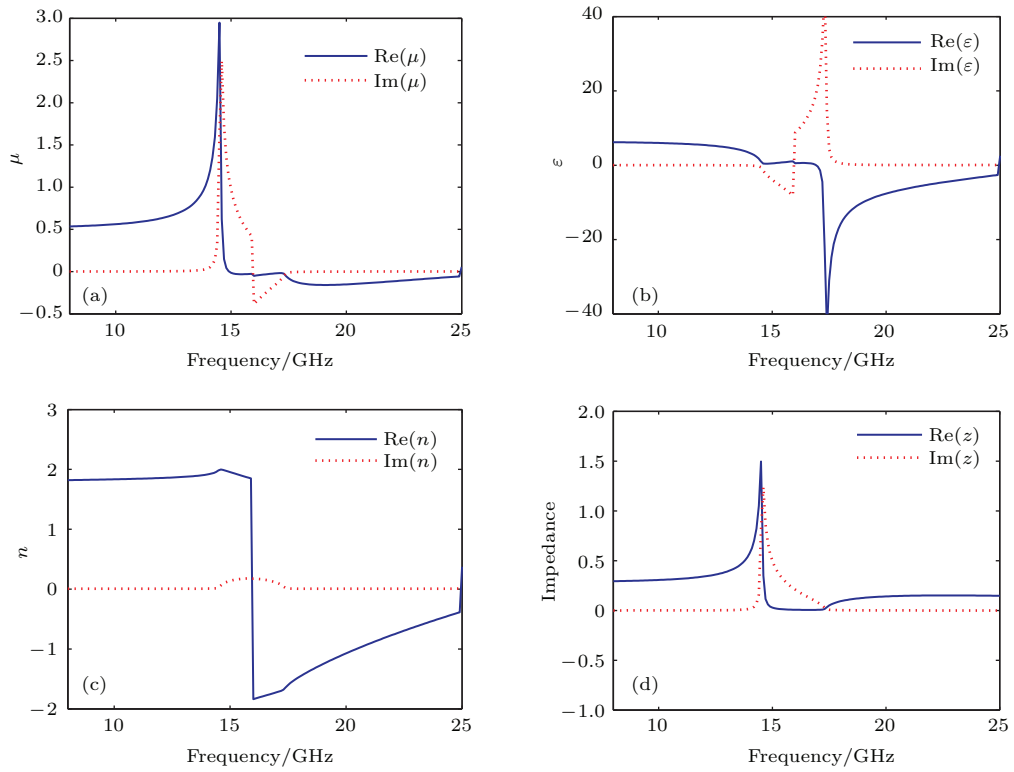 3.0
2.5
2.0
1.5
1.0
0.5
0
−0.5
μ
Re(μ)
Im(μ)
(a)
10
15
20
25
Frequency/GHz
40
20
0
−20
−40
ε
Re(ε)
Im(ε)
(b)
10
15
20
25
Frequency/GHz
3
2
1
0
−1
−2
n
Re(n)
Im(n)
(c)
10
15
20
25
Frequency/GHz
2.0
1.5
1.0
0.5
0
−0.5
−1.0
Impedance
Re(z)
Im(z)
(d)
10
15
20
25
Frequency/GHz